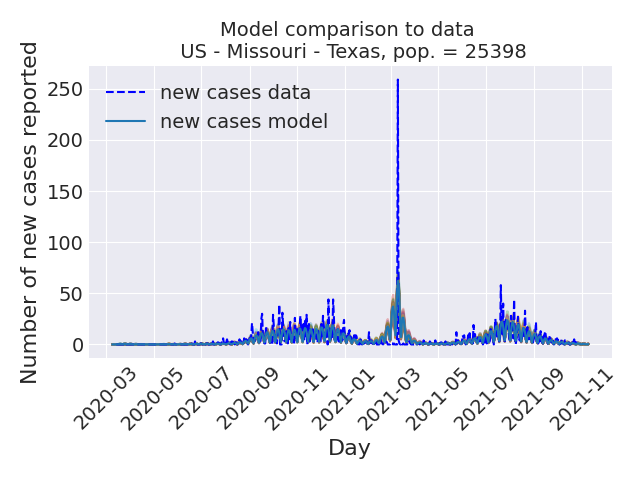 Model comparison to data
US - Missouri - Texas, pop. = 25398
new cases data
new cases model
Number of new cases reported
250
200
150
100
50
0
2020-03
2020-05
2020-07
2020-09
2020-11
2021-01
2021-03
2021-05
2021-07
2021-09
2021-11
Day